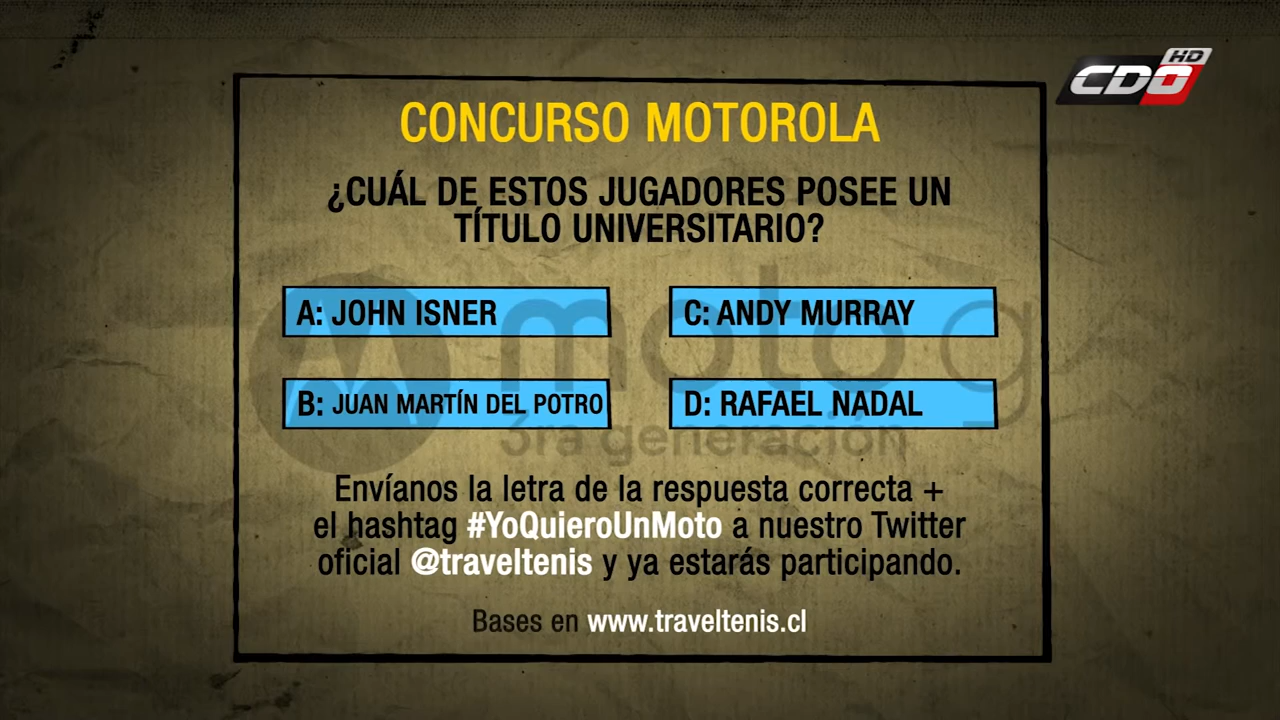 CDO HD
CONCURSO MOTOROLA
¿CUÁL DE ESTOS JUGADORES POSEE UN
TÍTULO UNIVERSITARIO?
A: JOHN ISNER
C: ANDY MURRAY
B: JUAN MARTÍN DEL POTRO
D: RAFAEL NADAL
moto g
3ra generación
Envíanos la letra de la respuesta correcta +
el hashtag #YoQuieroUnMoto a nuestro Twitter
oficial @traveltenis y ya estarás participando.
Bases en www.traveltenis.cl